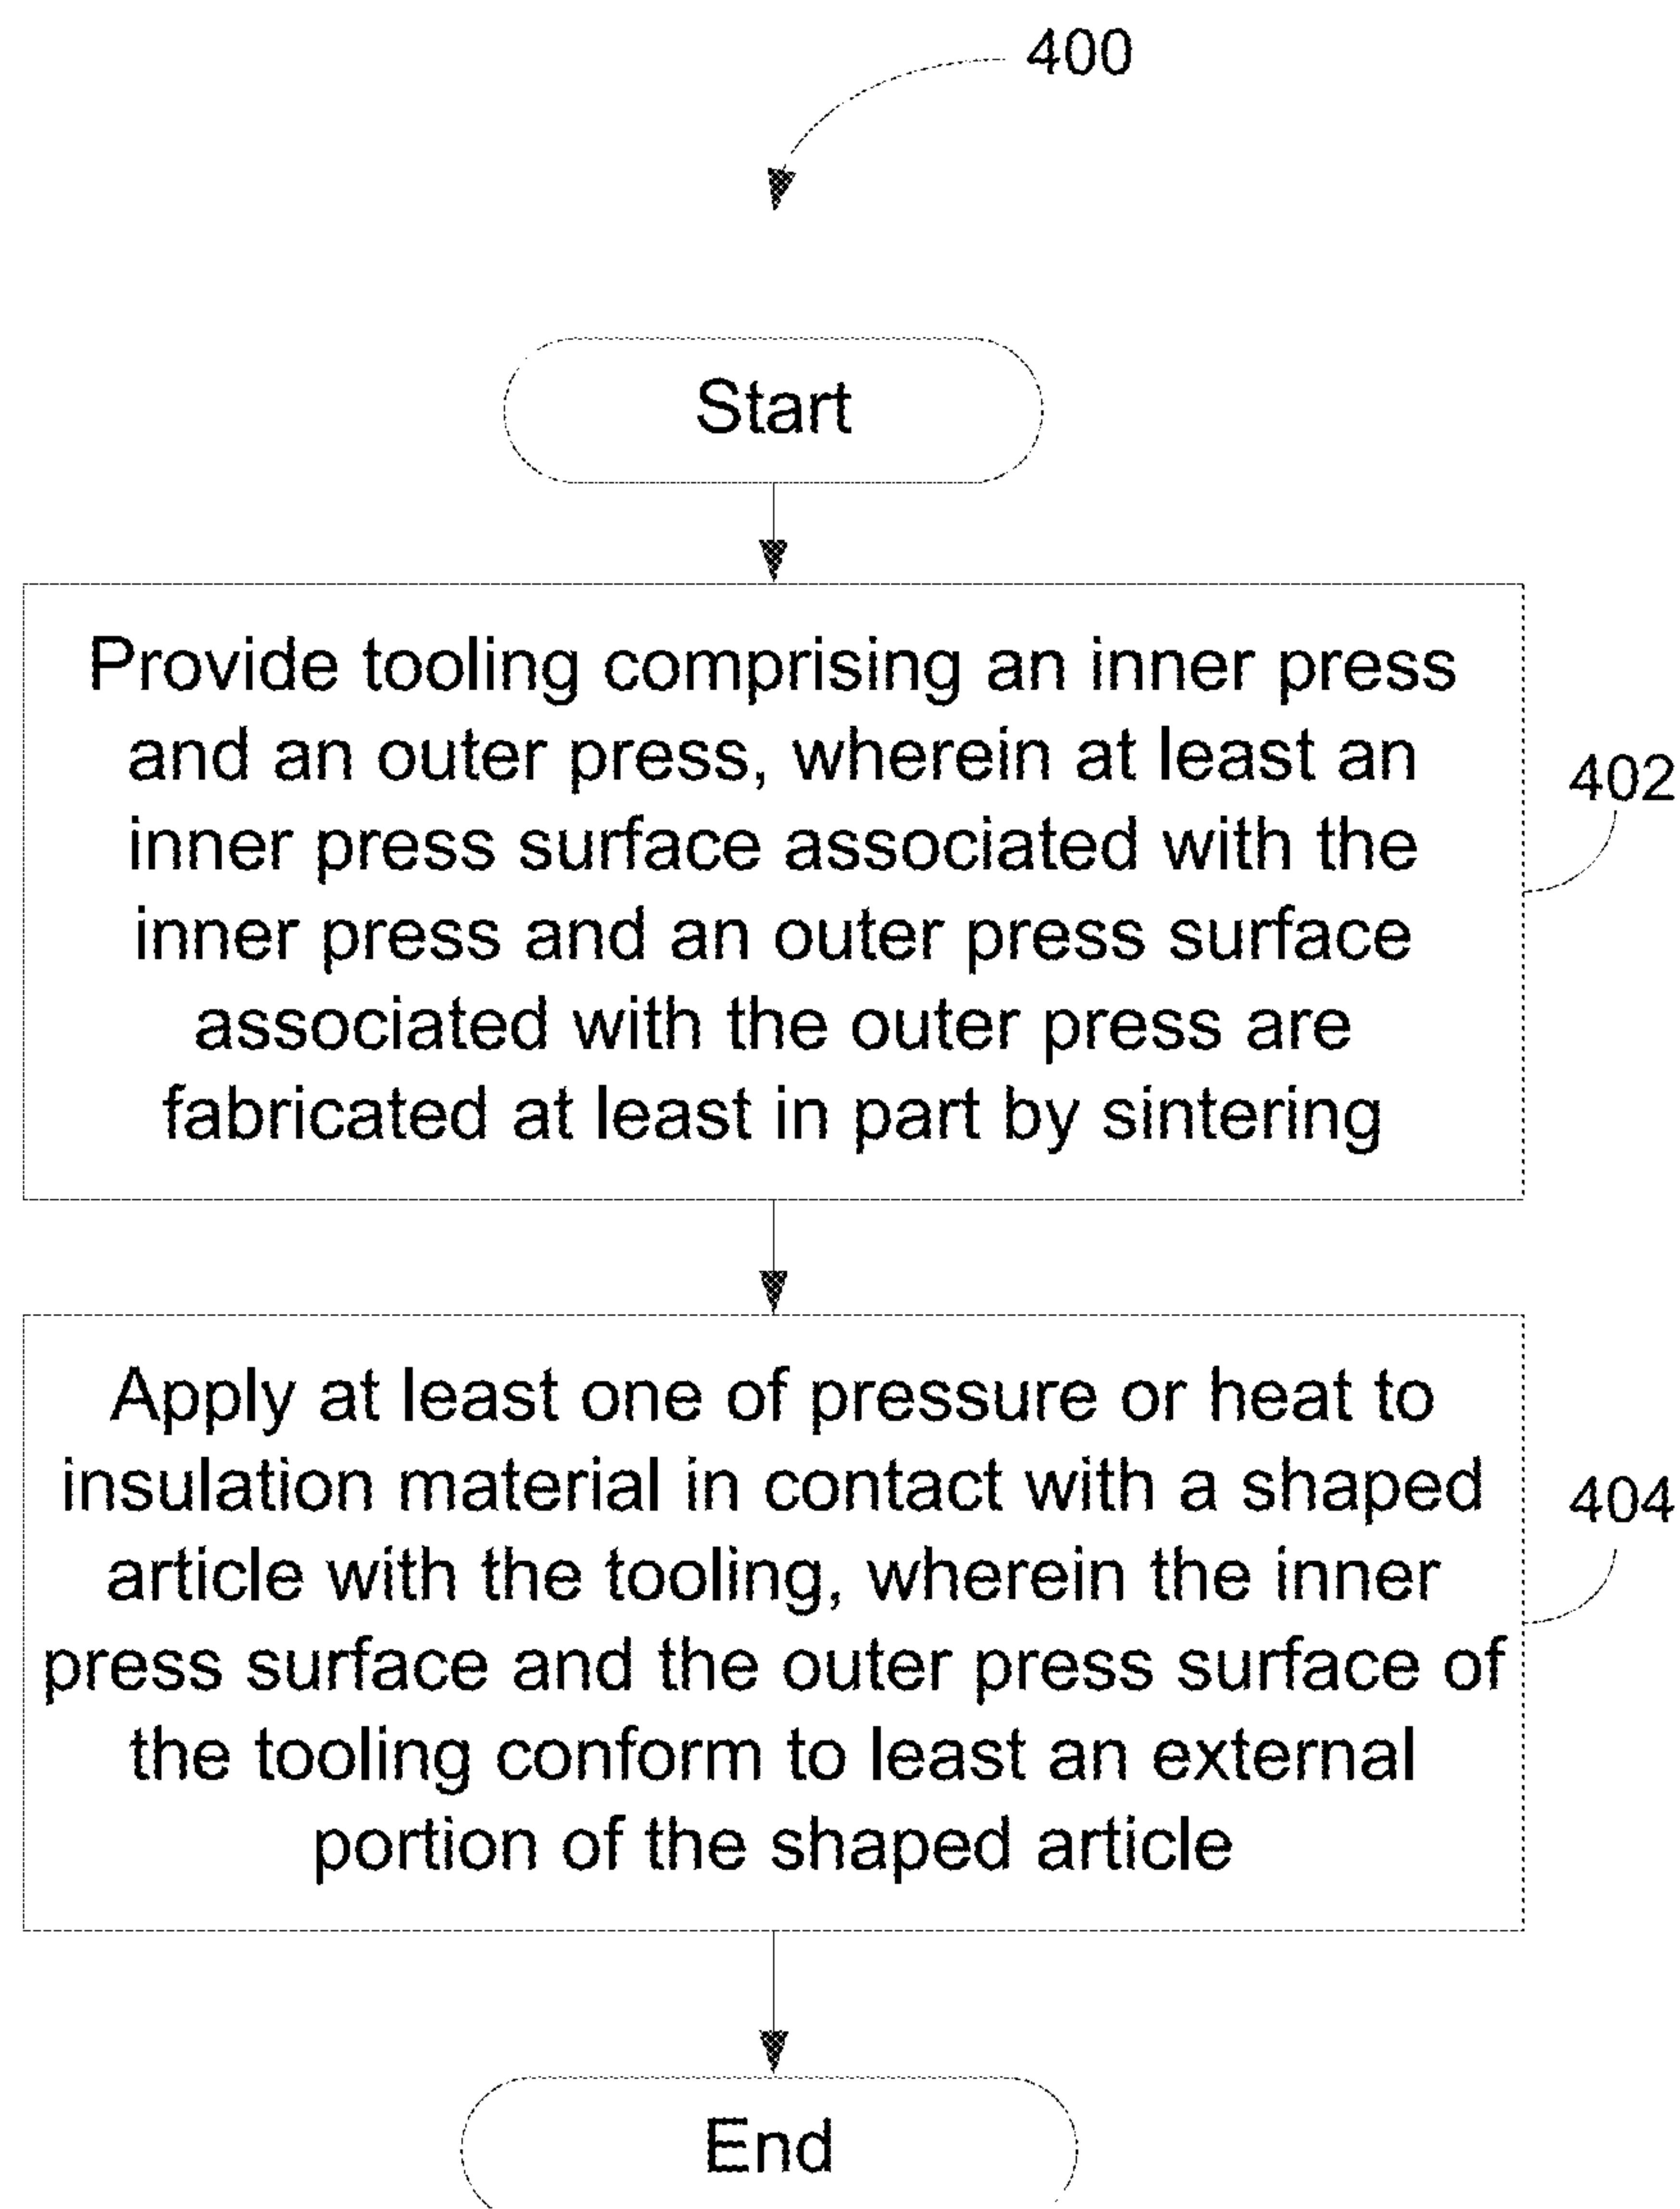 400
Start
Provide tooling comprising an inner press
and an outer press, wherein at least an
inner press surface associated with the
inner press and an outer press surface
associated with the outer press are
fabricated at least in part by sintering
402
Apply at least one of pressure or heat to
insulation material in contact with a shaped
article with the tooling, wherein the inner
press surface and the outer press surface of
the tooling conform to least an external
portion of the shaped article
404
End